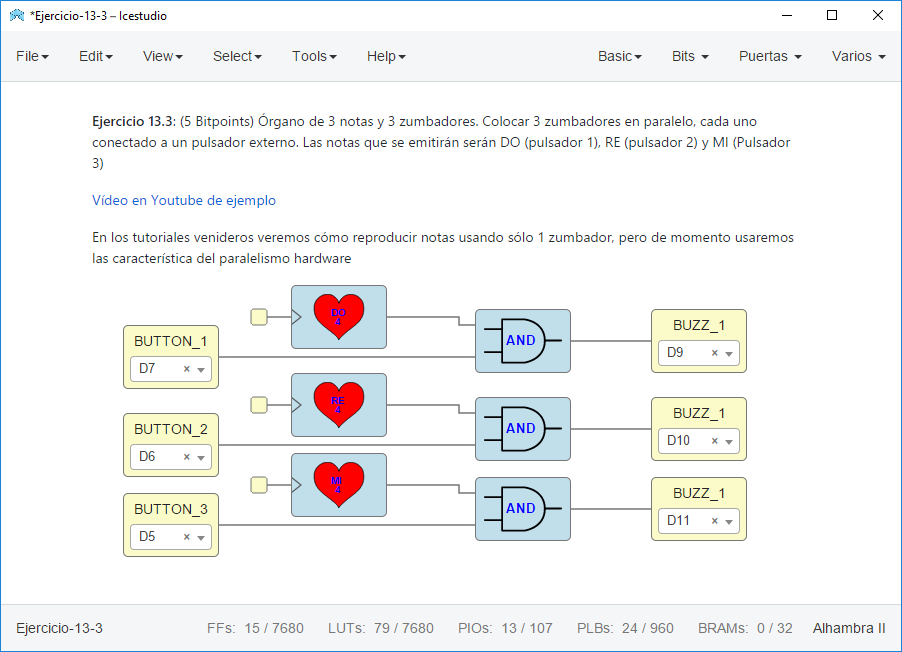 *Ejercicio-13-3 – Icestudio
File Edit View Select Tools Help Basic Bits Puertas Varios
Ejercicio 13.3: (5 Bitpoints) Órgano de 3 notas y 3 zumbadores. Colocar 3 zumbadores en paralelo, cada uno
conectado a un pulsador externo. Las notas que se emitirán serán DO (pulsador 1), RE (pulsador 2) y MI (Pulsador
3)
Vídeo en Youtube de ejemplo
En los tutoriales venideros veremos cómo reproducir notas usando sólo 1 zumbador, pero de momento usaremos
las característica del paralelismo hardware
DO
4
BUTTON_1
D7 ×
AND
BUZZ_1
D9 ×
RE
4
BUTTON_2
D6 ×
AND
BUZZ_1
D10 ×
MI
4
BUTTON_3
D5 ×
AND
BUZZ_1
D11 ×
Ejercicio-13-3 FFs: 15 / 7680 LUTs: 79 / 7680 PIOs: 13 / 107 PLBs: 24 / 960 BRAMs: 0 / 32 Alhambra II